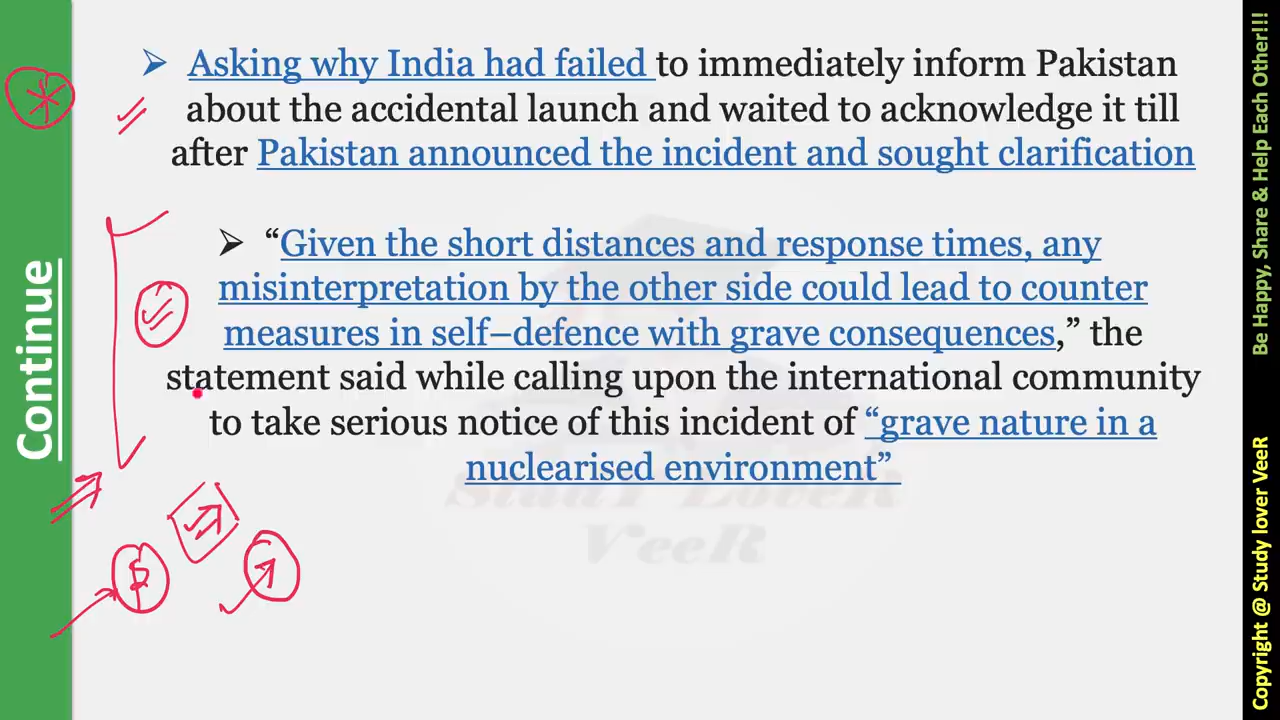 Continue
➢ Asking why India had failed to immediately inform Pakistan
about the accidental launch and waited to acknowledge it till
after Pakistan announced the incident and sought clarification
➢ “Given the short distances and response times, any
misinterpretation by the other side could lead to counter
measures in self–defence with grave consequences,” the
statement said while calling upon the international community
to take serious notice of this incident of “grave nature in a
nuclearised environment”
StudY LoveR
VeeR
Copyright @ Study lover VeeR
Be Happy, Share & Help Each Other!!!